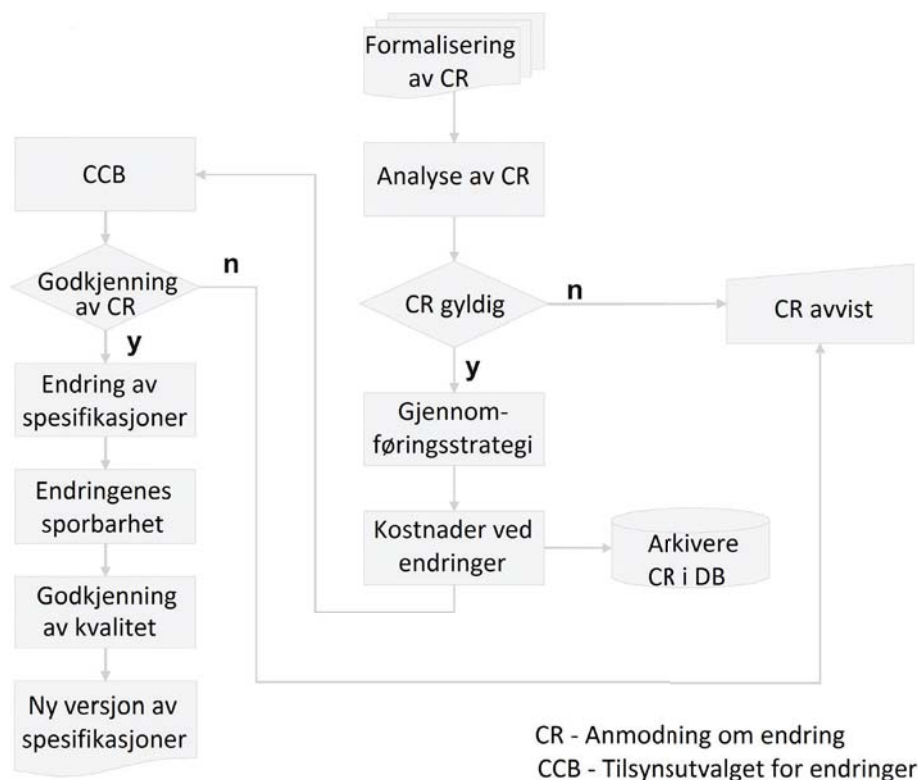 Formalisering
av CR
Analyse av CR
CR gyldig
n
CR avvist
y
Gjennom-
føringsstrategi
Kostnader ved
endringer
Arkivere
CR i DB
CCB
Godkjenning
av CR
n
y
Endring av
spesifikasjoner
Endringenes
sporbarhet
Godkjenning
av kvalitet
Ny versjon av
spesifikasjoner
CR - Anmodning om endring
CCB - Tilsynsutvalget for endringer